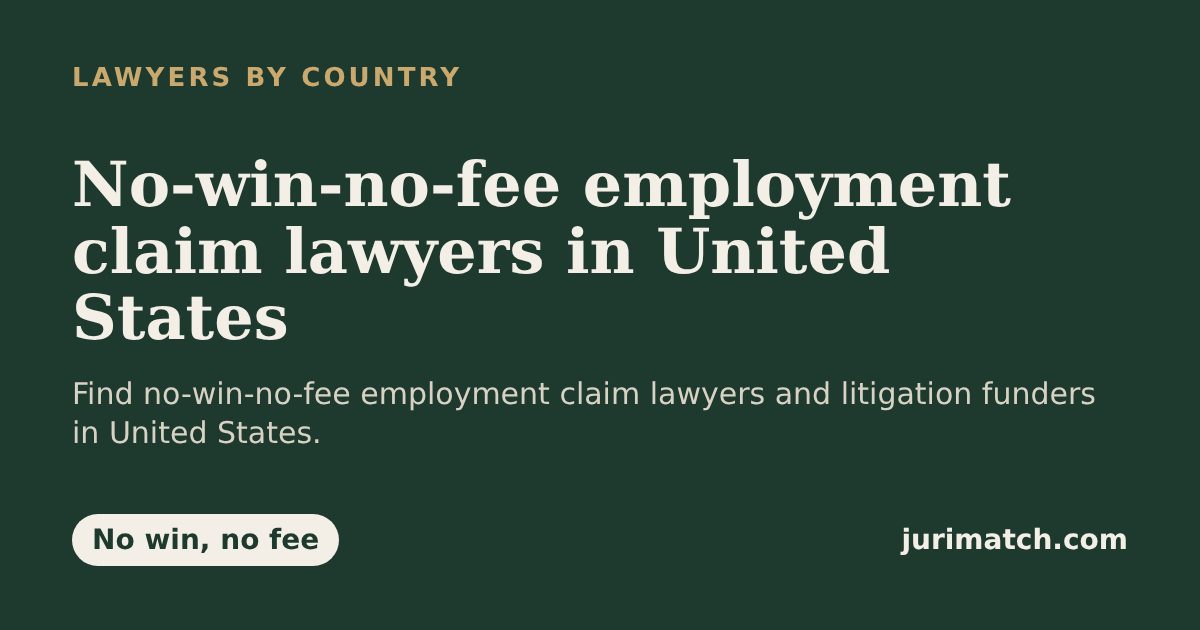 LAWYERS BY COUNTRY
No-win-no-fee employment
claim lawyers in United
States
Find no-win-no-fee employment claim lawyers and litigation funders
in United States.
No win, no fee
jurimatch.com